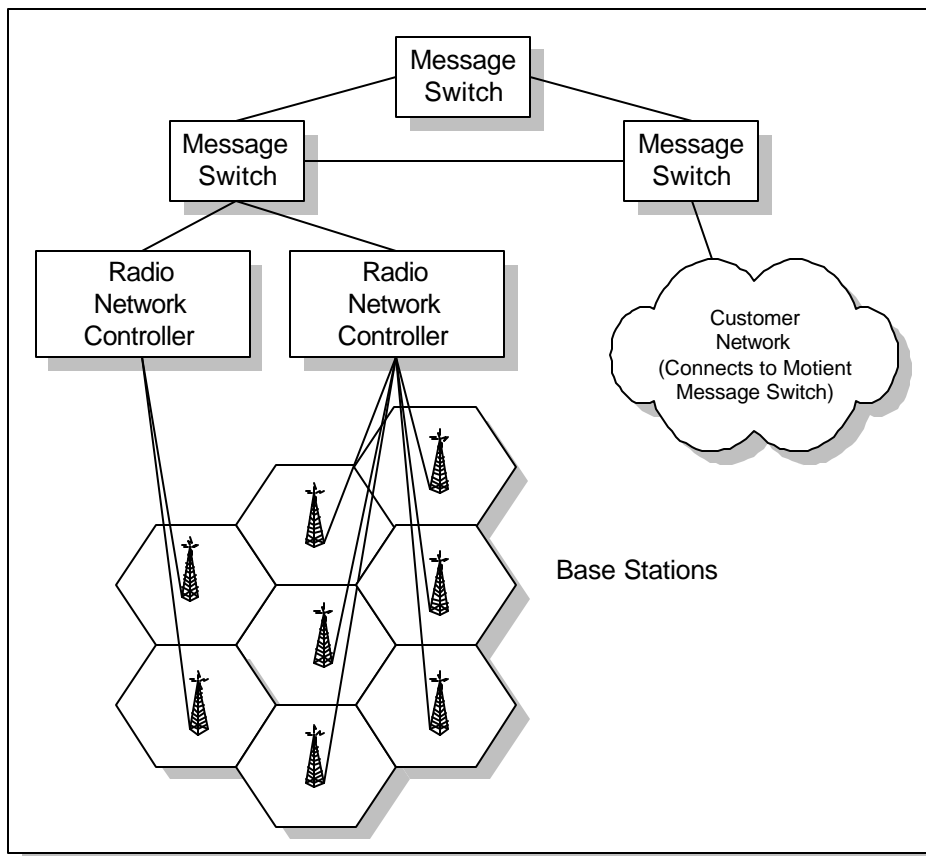 Message
Switch
Message
Switch
Message
Switch
Radio
Network
Controller
Radio
Network
Controller
Customer
Network
(Connects to Motient
Message Switch)
Base Stations